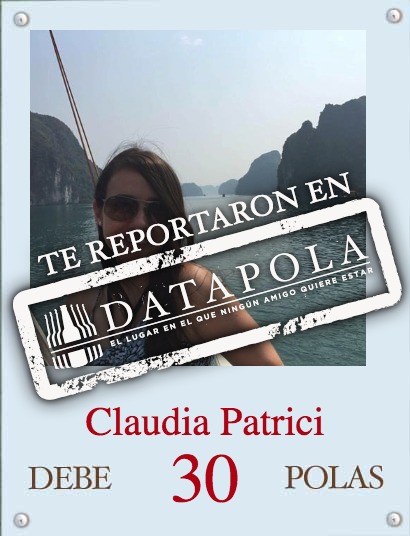 TE REPORTARON EN
DATAPOLA
EL LUGAR EN EL QUE NINGÚN AMIGO QUIERE ESTAR
Claudia Patrici
DEBE 30 POLAS